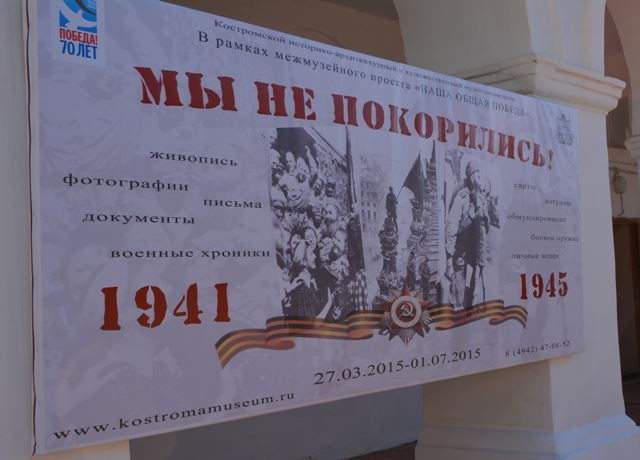 ПОБЕДА!
70 ЛЕТ
Костромской историко-архитектурный и художественный музей-заповедник
В рамках межмузейного проекта «НАША ОБЩАЯ ПОБЕДА»
МЫ НЕ ПОКОРИЛИСЬ!
живопись
фотографии
письма
документы
военные хроники
карты
награды
обмундирование
боевое оружие
личные вещи
1941
1945
27.03.2015-01.07.2015
8 (4942) 47-08-52
www.kostromamuseum.ru